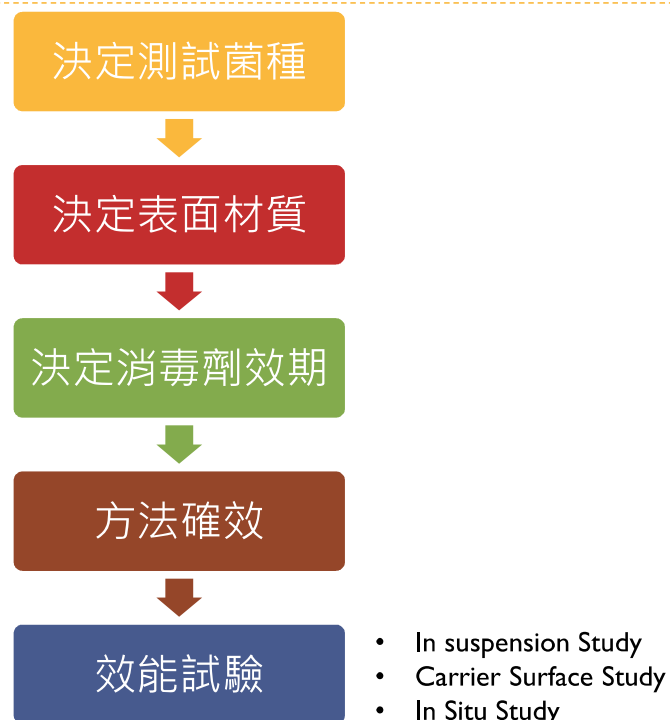 決定測試菌種
決定表面材質
決定消毒劑效期
方法確效
效能試驗
• In suspension Study
• Carrier Surface Study
• In Situ Study